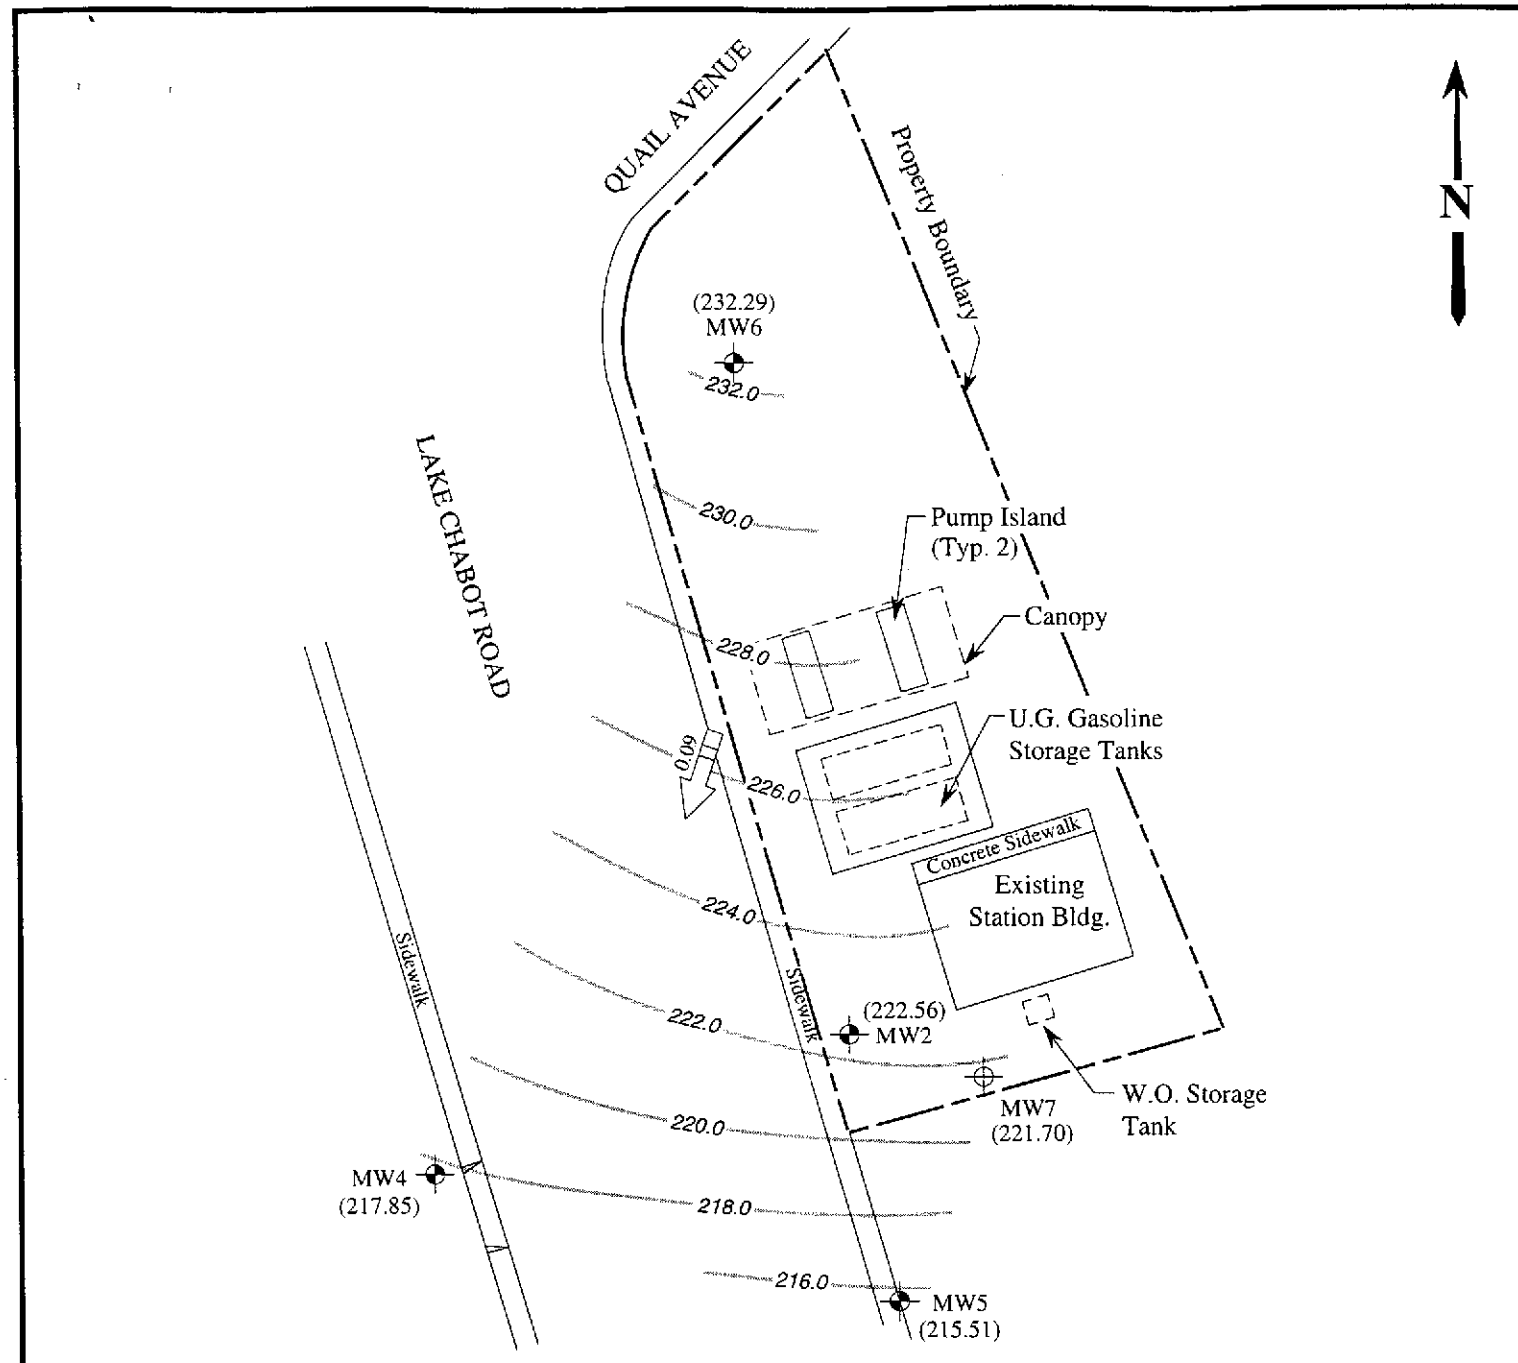 QUAIL AVENUE
Property Boundary
N
(232.29)
MW6
232.0
LAKE CHABOT ROAD
230.0
Pump Island
(Typ. 2)
Canopy
228.0
U.G. Gasoline
Storage Tanks
0.09
226.0
Concrete Sidewalk
Existing
Station Bldg.
224.0
Sidewalk
Sidewalk
(222.56)
MW2
222.0
W.O. Storage
Tank
MW7
(221.70)
220.0
MW4
(217.85)
218.0
216.0
MW5
(215.51)